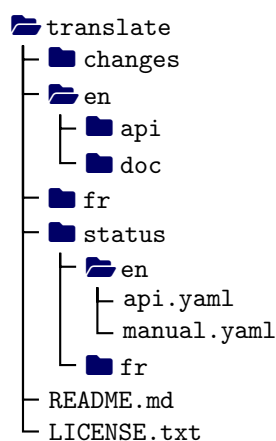 translate
changes
en
api
doc
fr
status
en
api.yaml
manual.yaml
fr
README.md
LICENSE.txt